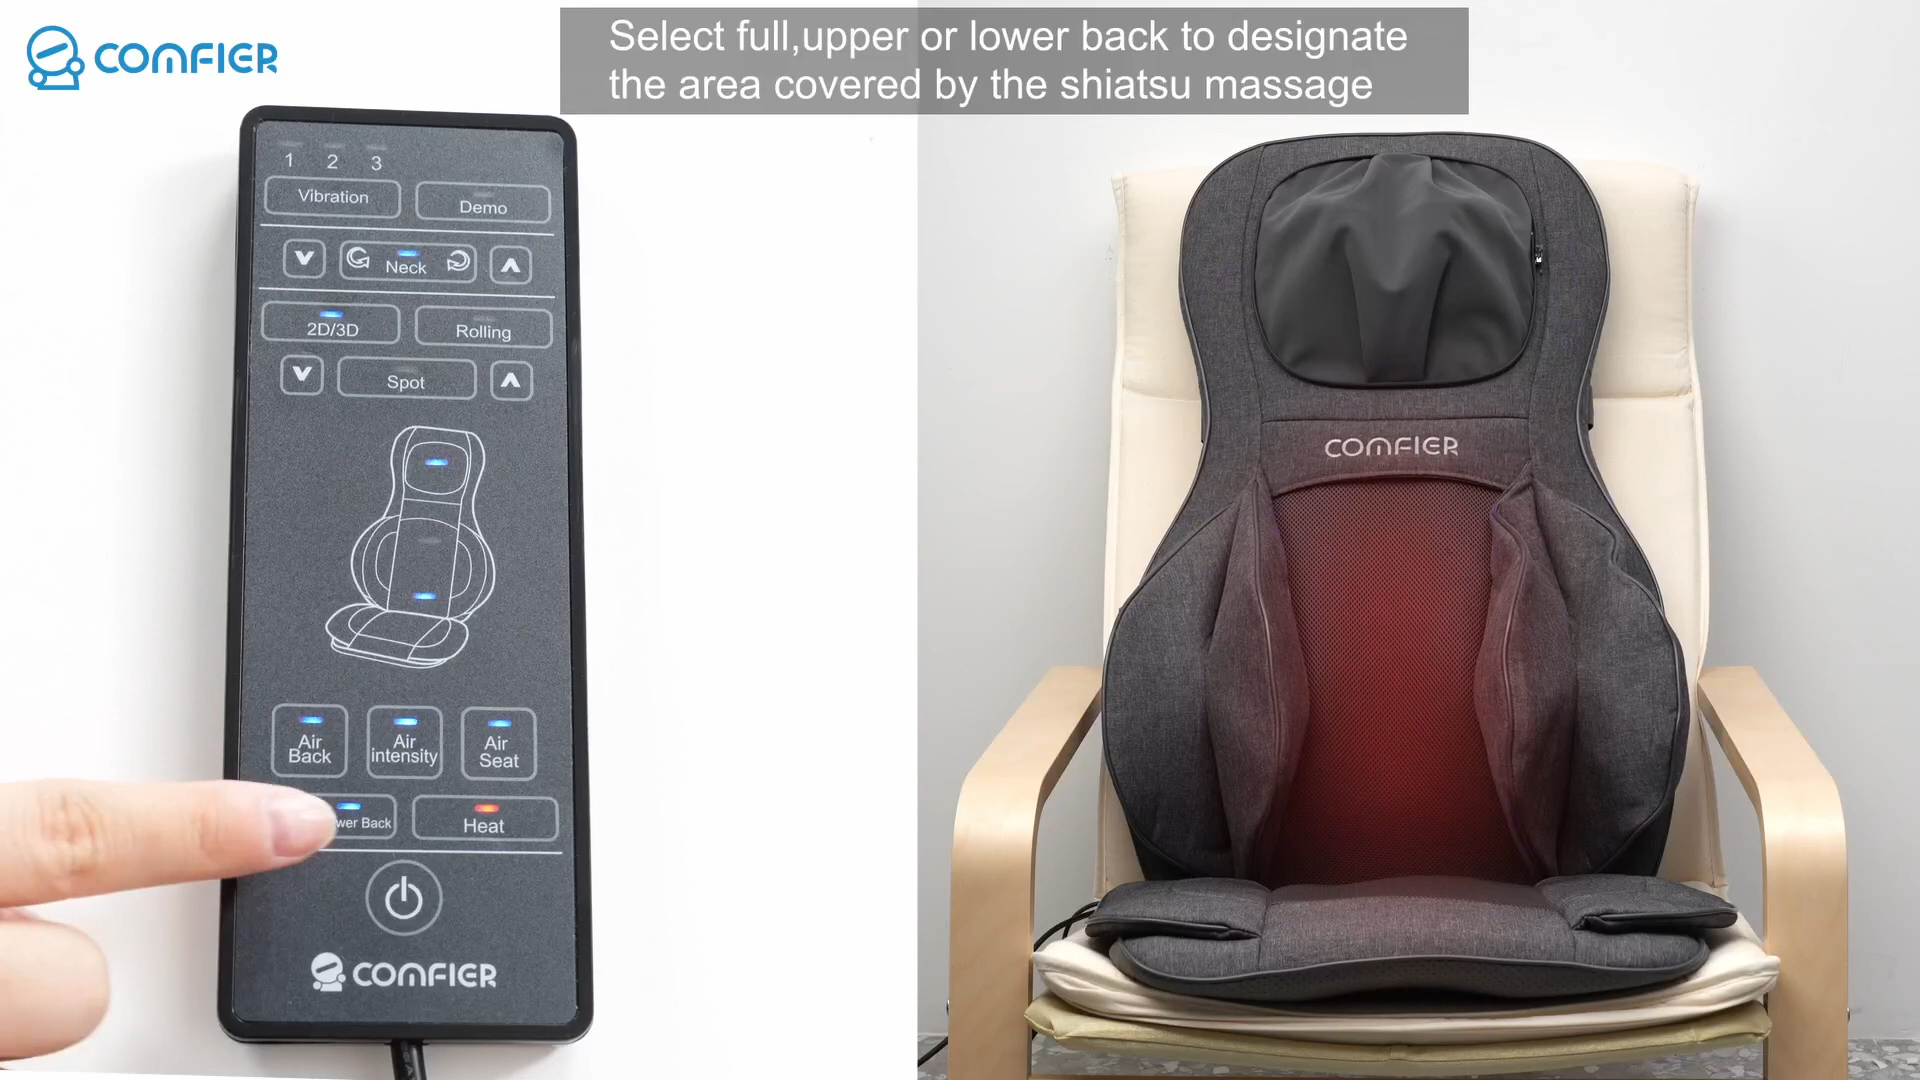 COMFIER
Select full,upper or lower back to designate
the area covered by the shiatsu massage
1 2 3
Vibration
Demo
Neck
2D/3D
Rolling
Spot
Air
Back
Air
intensity
Air
Seat
wer Back
Heat
COMFIER
COMFIER